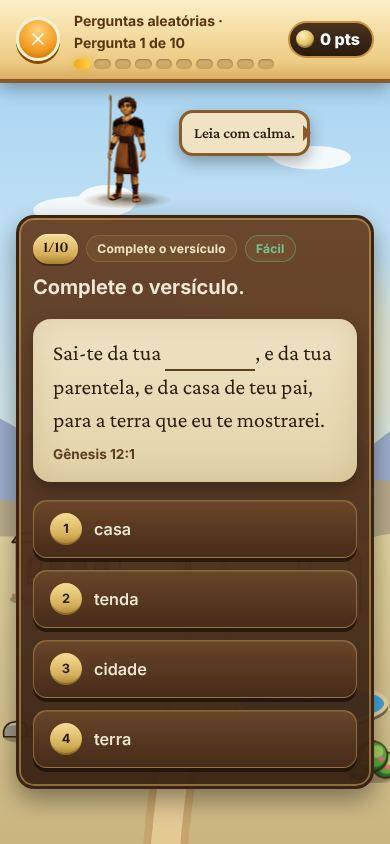 Perguntas aleatórias ·
Pergunta 1 de 10
0 pts
Leia com calma.
1/10
Complete o versículo
Fácil
Complete o versículo.
Sai-te da tua __________, e da tua
parentela, e da casa de teu pai,
para a terra que eu te mostrarei.
Gênesis 12:1
1 casa
2 tenda
3 cidade
4 terra